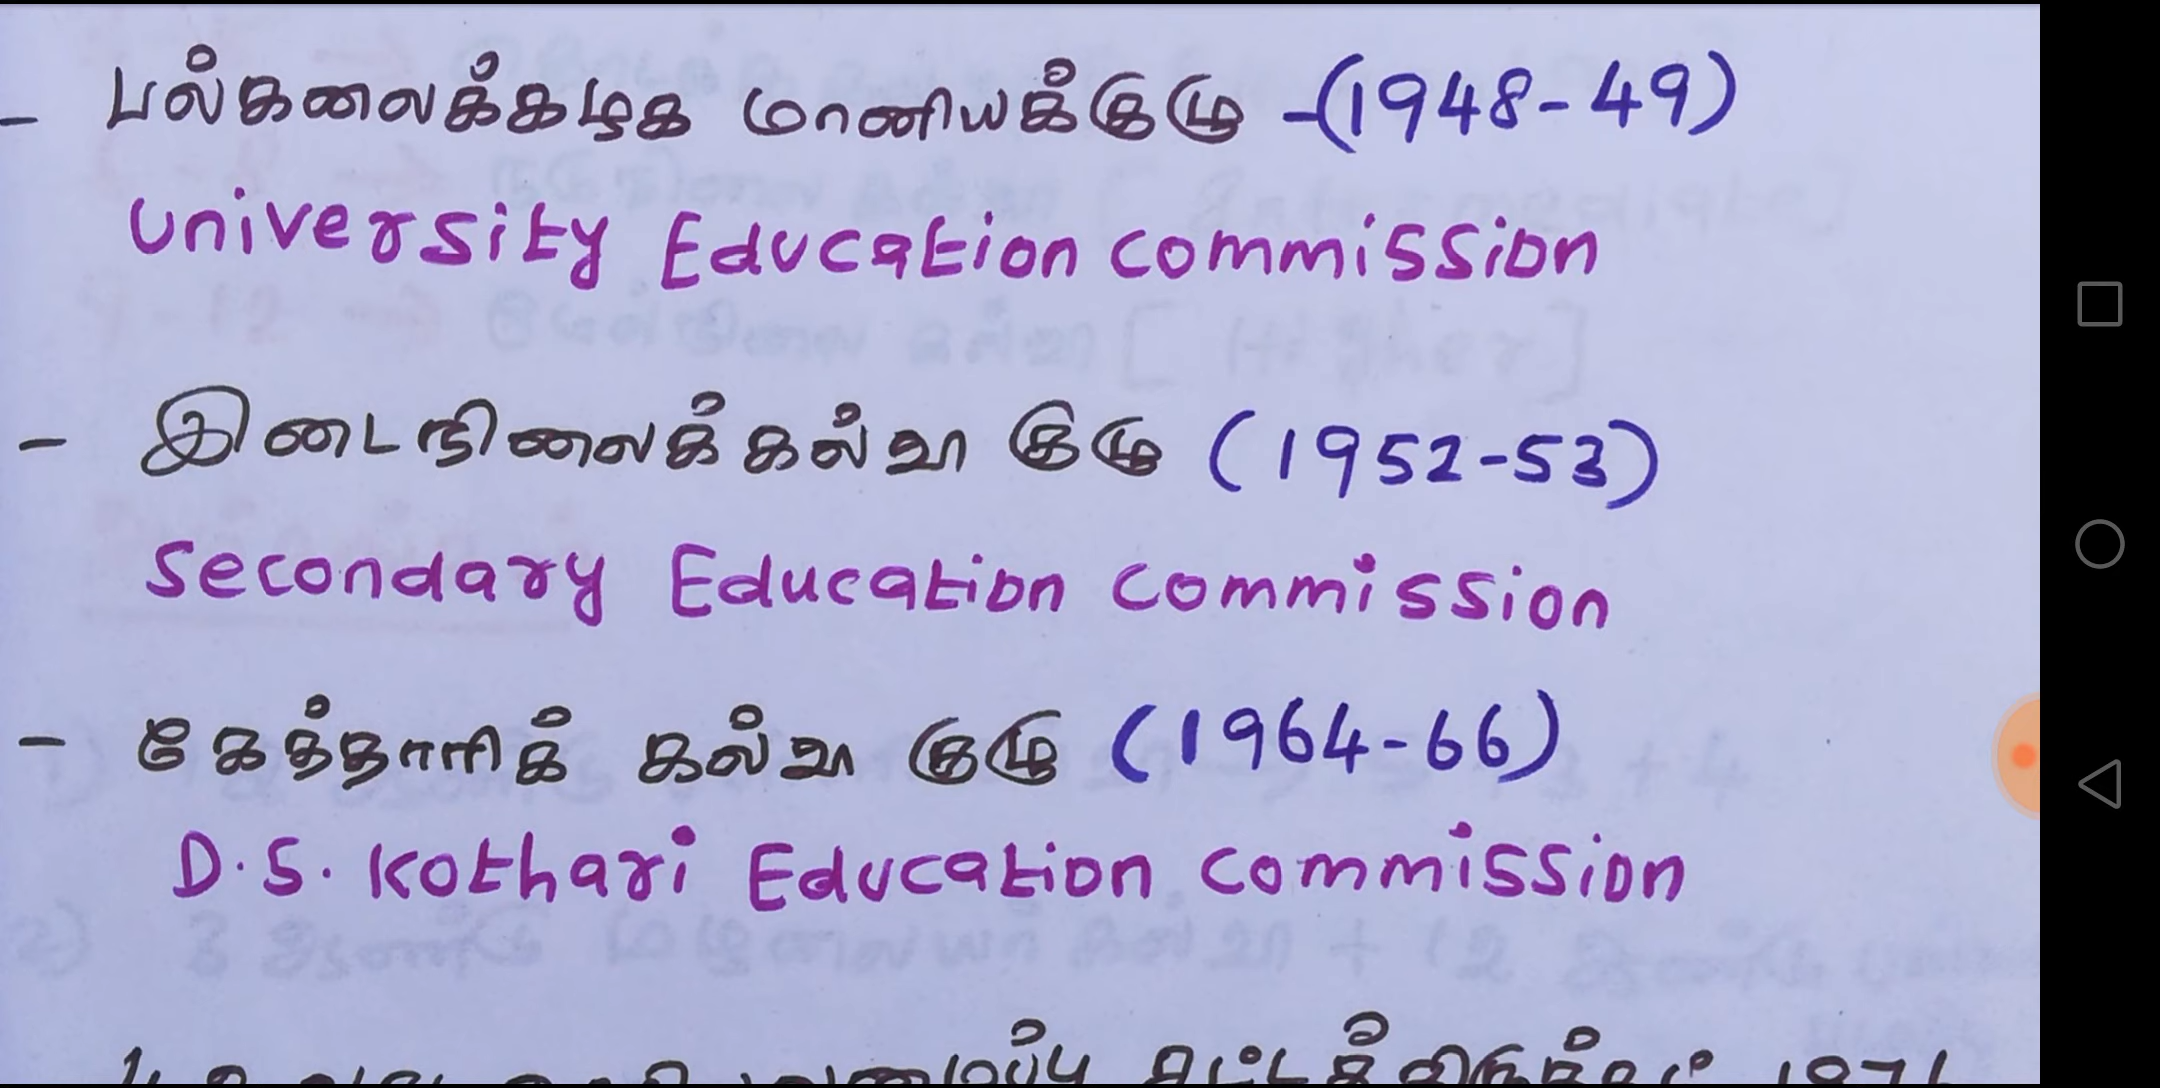 - பல்கலைக்கழக மானியக்குழு -(1948-49)
University Education Commission
- இடைநிலைக் கல்வி குழு (1952-53)
Secondary Education Commission
- கேத்தாரிக் கல்வி குழு (1964-66)
D.S. Kothari Education Commission